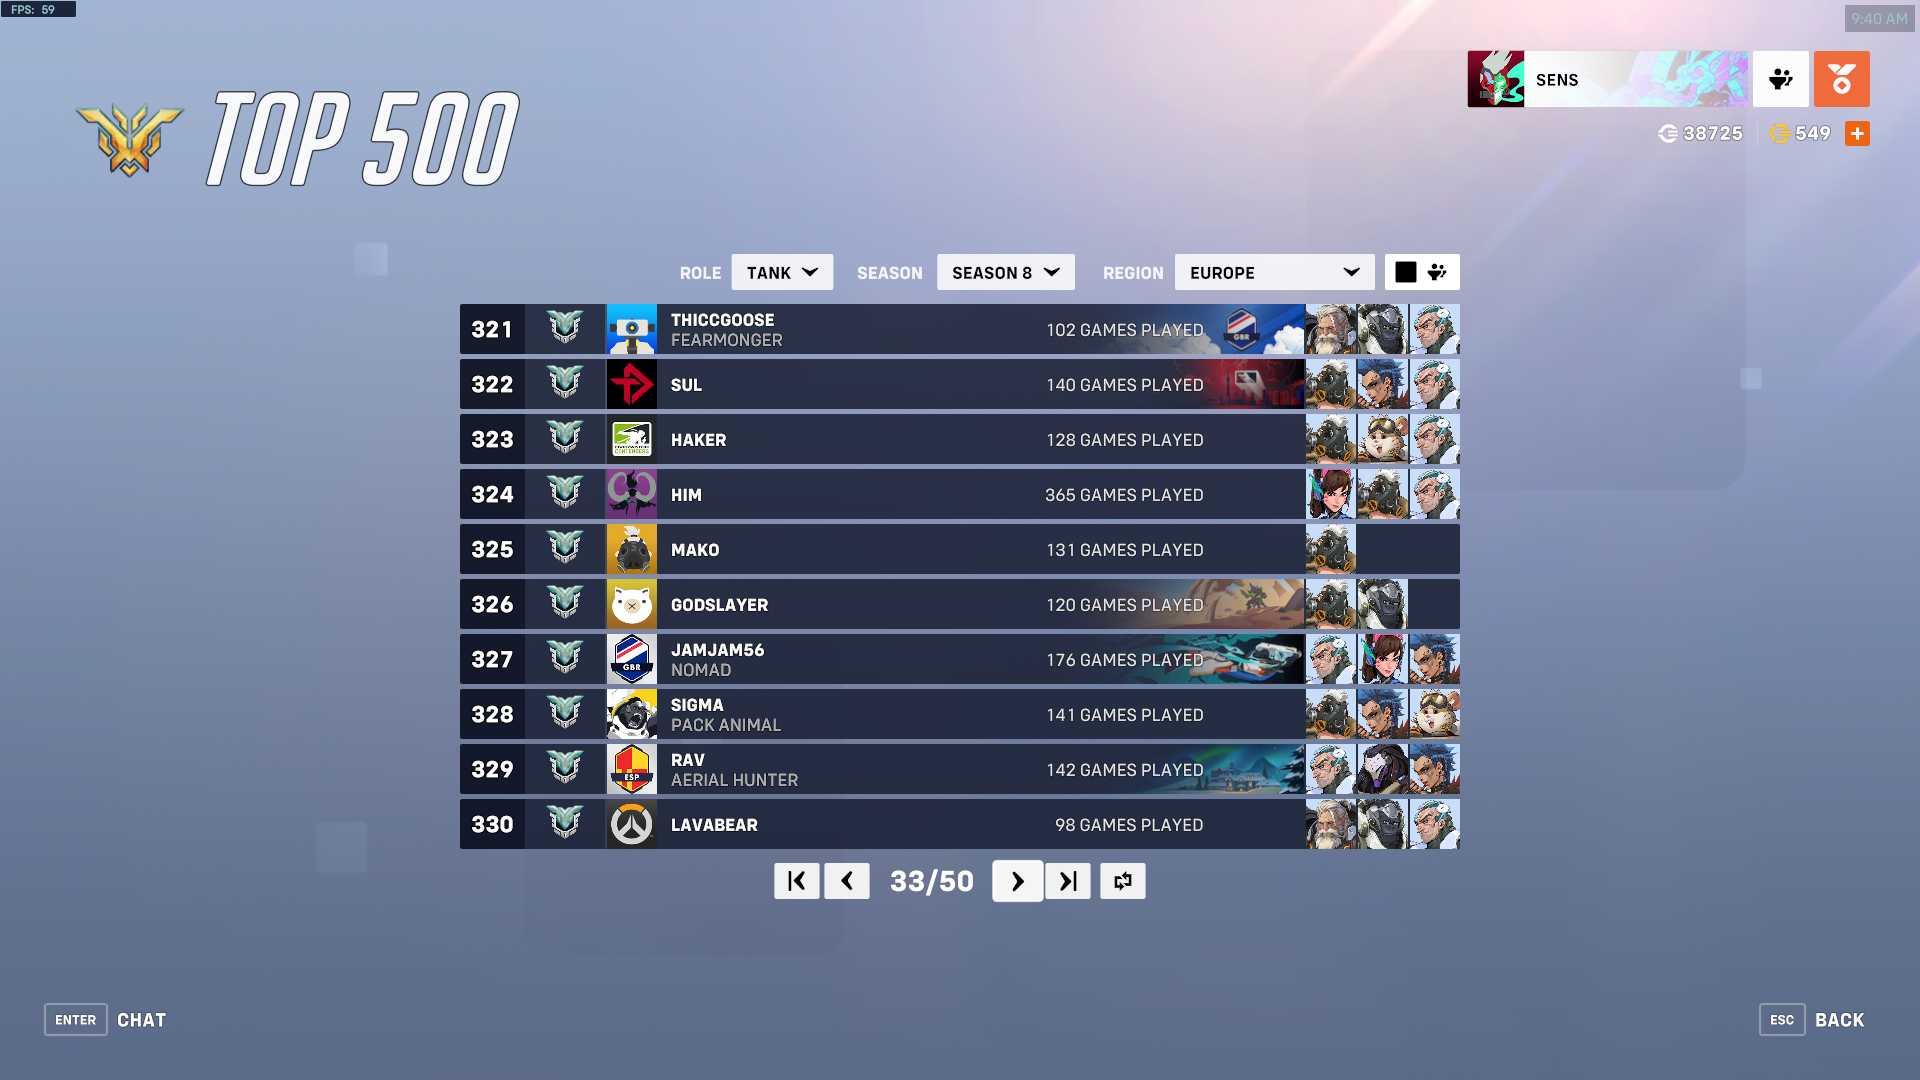 FPS: 59
9:40 AM
TOP 500
SENS
38725
549
ROLE TANK SEASON SEASON 8 REGION EUROPE
321 THICCGOOSE 102 GAMES PLAYED GBR
FEARMONGER
322 SUL 140 GAMES PLAYED
323 HAKER 128 GAMES PLAYED
CONTENDERS
324 HIM 365 GAMES PLAYED
325 MAKO 131 GAMES PLAYED
326 GODSLAYER 120 GAMES PLAYED
327 GBR JAMJAM56 176 GAMES PLAYED
NOMAD
328 SIGMA 141 GAMES PLAYED
PACK ANIMAL
329 ESP RAV 142 GAMES PLAYED
AERIAL HUNTER
330 LAVABEAR 98 GAMES PLAYED
33/50
ENTER CHAT
ESC BACK